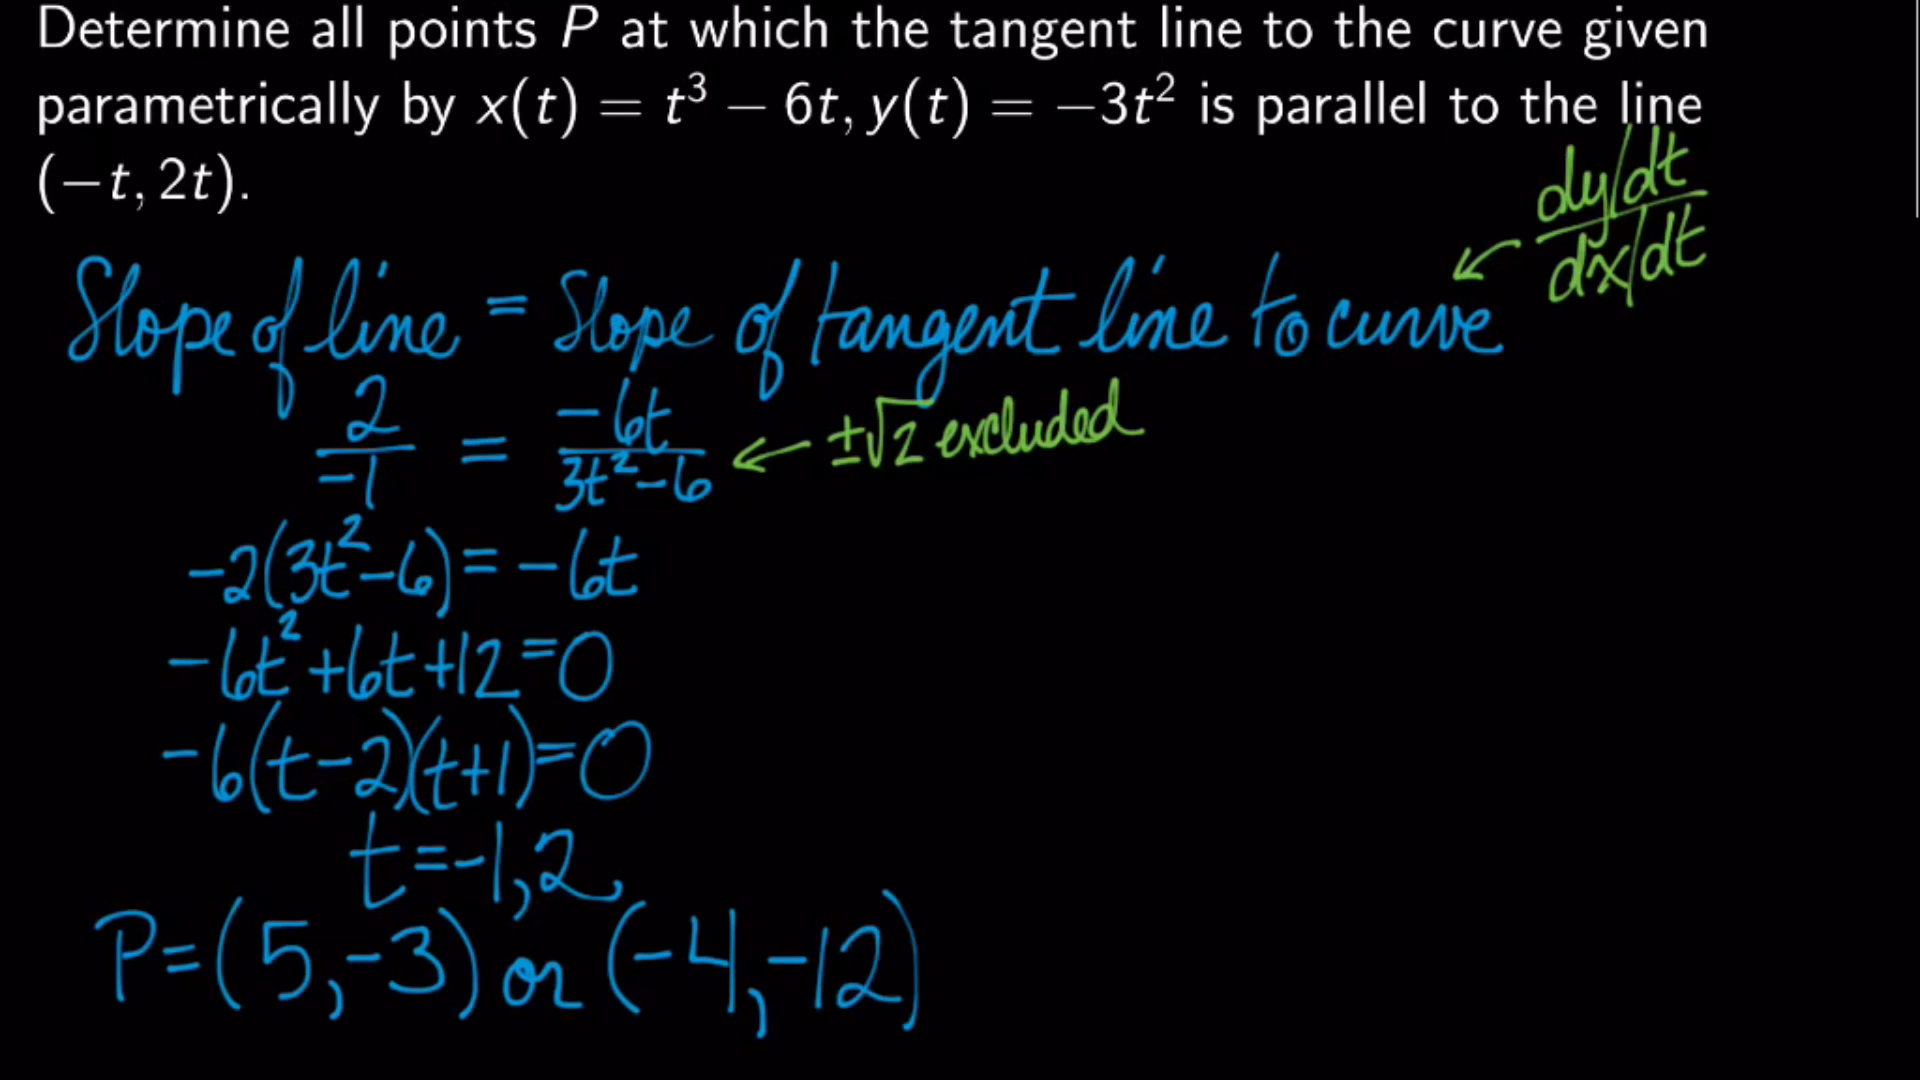 Determine all points P at which the tangent line to the curve given
parametrically by x(t) = t³ − 6t, y(t) = −3t² is parallel to the line
(−t, 2t).
dy/dt
dx/dt
Slope of line = Slope of tangent line to curve ←
2/-1 = -6t/3t²-6 ← ±√2 excluded
-2(3t²-6)=-6t
-6t²+6t+12=0
-6(t-2)(t+1)=0
t=-1,2
P=(5,-3) or (-4,-12)